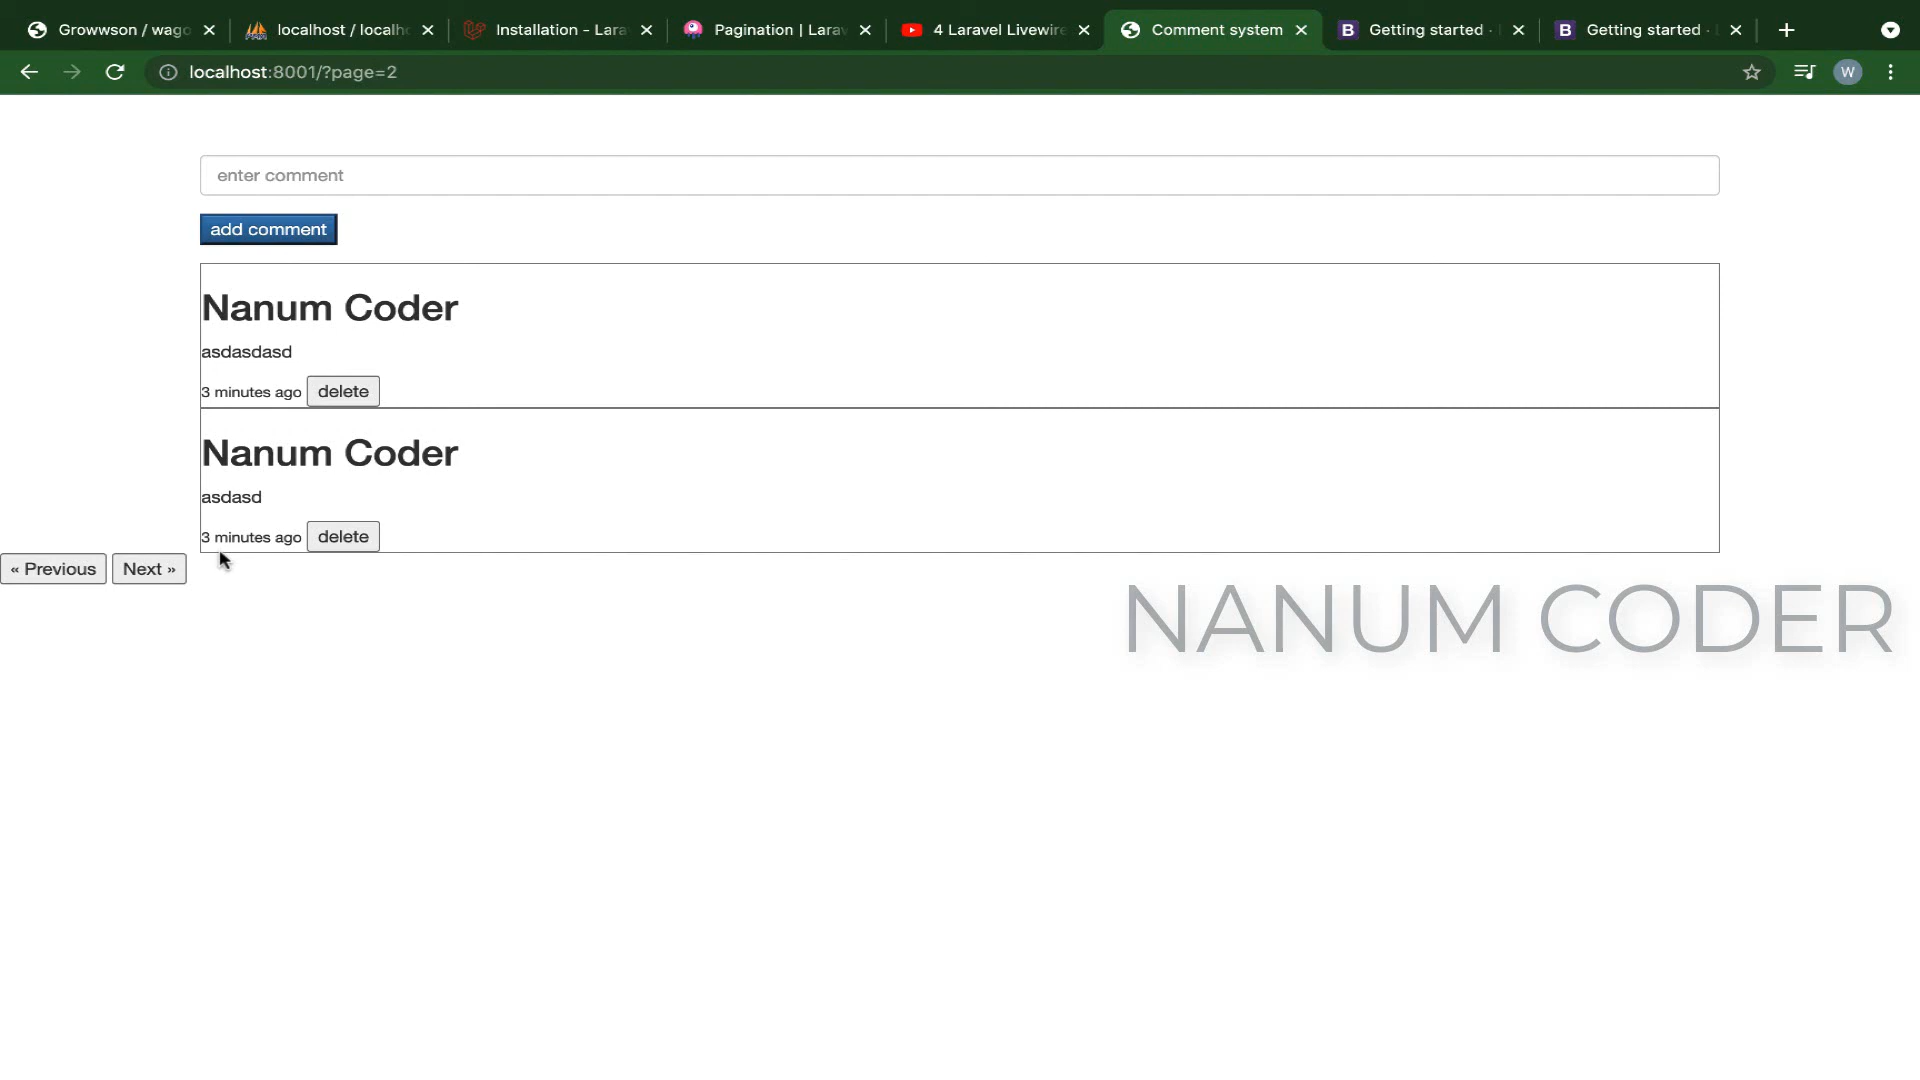 Growwson / wago
localhost / localho
Installation - Lara
Pagination | Larav
4 Laravel Livewire
Comment system
Getting started ·
Getting started ·
localhost:8001/?page=2
W
enter comment
add comment
Nanum Coder
asdasdasd
3 minutes ago delete
Nanum Coder
asdasd
3 minutes ago delete
« Previous Next »
NANUM CODER